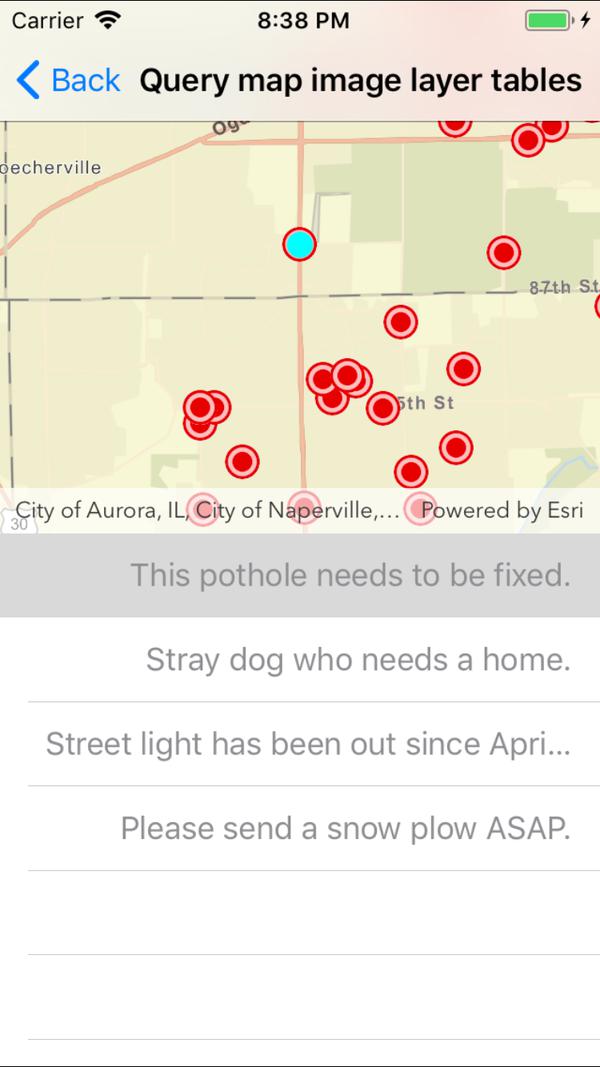 Carrier 8:38 PM
Back Query map image layer tables
Og
oecherville
87th St
5th St
30
City of Aurora, IL, City of Naperville,... Powered by Esri
This pothole needs to be fixed.
Stray dog who needs a home.
Street light has been out since Apri...
Please send a snow plow ASAP.